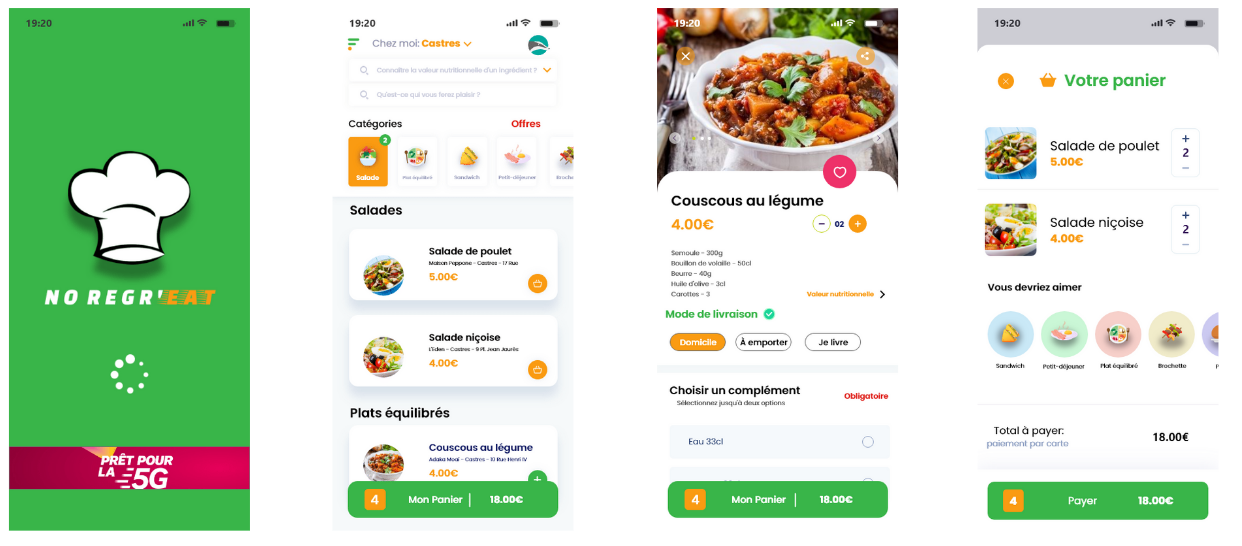 19:20
NO REGR'EAT
PRÊT POUR
LA 5G
19:20
Chez moi: Castres
Connaître la valeur nutritionnelle d'un ingrédient ?
Qu'est-ce qui vous feres plaisir ?
Catégories
Offres
2
Salade
Plat équilibré
Sandwich
Petit-déjeuner
Broche
Salades
Salade de poulet
Maison Peppone - Castres - 17 Rue
5.00€
Salade niçoise
L'Eden - Castres - 9 Pl. Jean Jaurès
4.00€
Plats équilibrés
Couscous au légume
Adaka Moaï - Castres - 10 Rue Henri IV
4.00€
4 Mon Panier | 18.00€
19:20
Couscous au légume
4.00€
02
Semoule - 300g
Bouillon de volaille - 50cl
Beurre - 40g
Huile d'olive - 3cl
Carottes - 3
Valeur nutritionnelle
Mode de livraison
Domicile
À emporter
Je livre
Choisir un complément
Sélectionnez jusqu'à deux options
Obligatoire
Eau 33cl
4 Mon Panier | 18.00€
19:20
Votre panier
Salade de poulet
5.00€
+
2
−
Salade niçoise
4.00€
+
2
−
Vous devriez aimer
Sandwich
Petit-déjeuner
Plat équilibré
Brochette
P
Total à payer:
paiement par carte
18.00€
4 Payer 18.00€